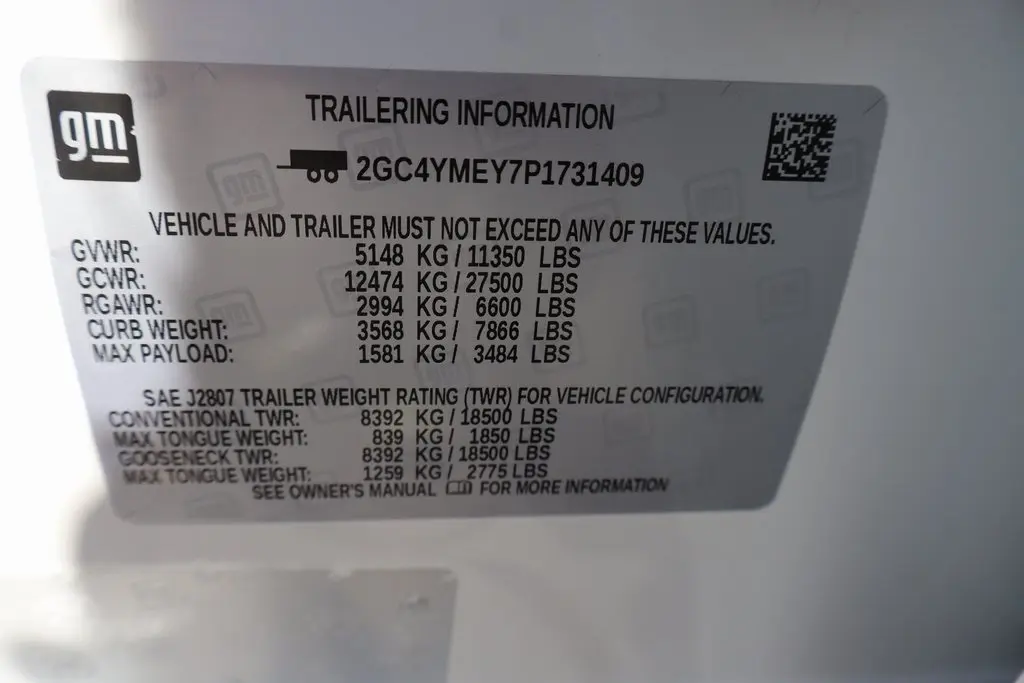 gm
TRAILERING INFORMATION
2GC4YMEY7P1731409
VEHICLE AND TRAILER MUST NOT EXCEED ANY OF THESE VALUES.
GVWR: 5148 KG / 11350 LBS
GCWR: 12474 KG / 27500 LBS
RGAWR: 2994 KG / 6600 LBS
CURB WEIGHT: 3568 KG / 7866 LBS
MAX PAYLOAD: 1581 KG / 3484 LBS
SAE J2807 TRAILER WEIGHT RATING (TWR) FOR VEHICLE CONFIGURATION.
CONVENTIONAL TWR: 8392 KG / 18500 LBS
MAX TONGUE WEIGHT: 839 KG / 1850 LBS
GOOSENECK TWR: 8392 KG / 18500 LBS
MAX TONGUE WEIGHT: 1259 KG / 2775 LBS
SEE OWNER'S MANUAL FOR MORE INFORMATION